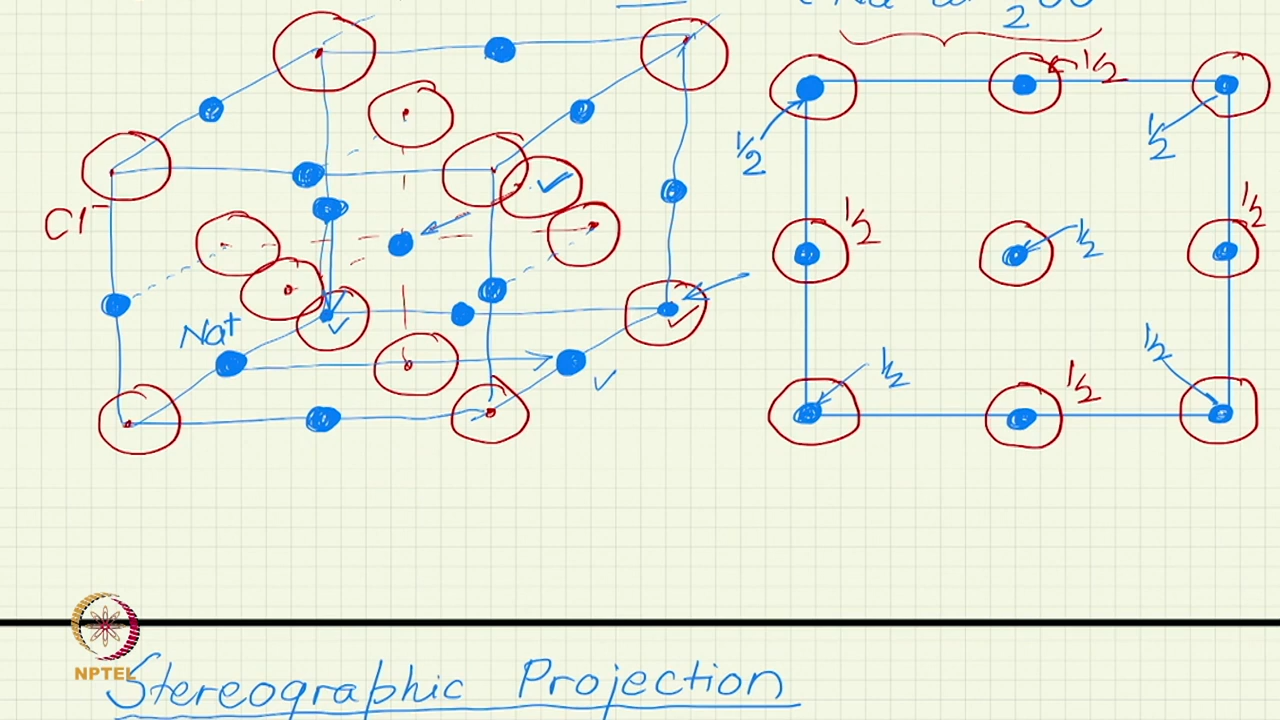 ½
½
½
Cl⁻
½
½
½
Na⁺
½
½
½
NPTEL
Stereographic Projection